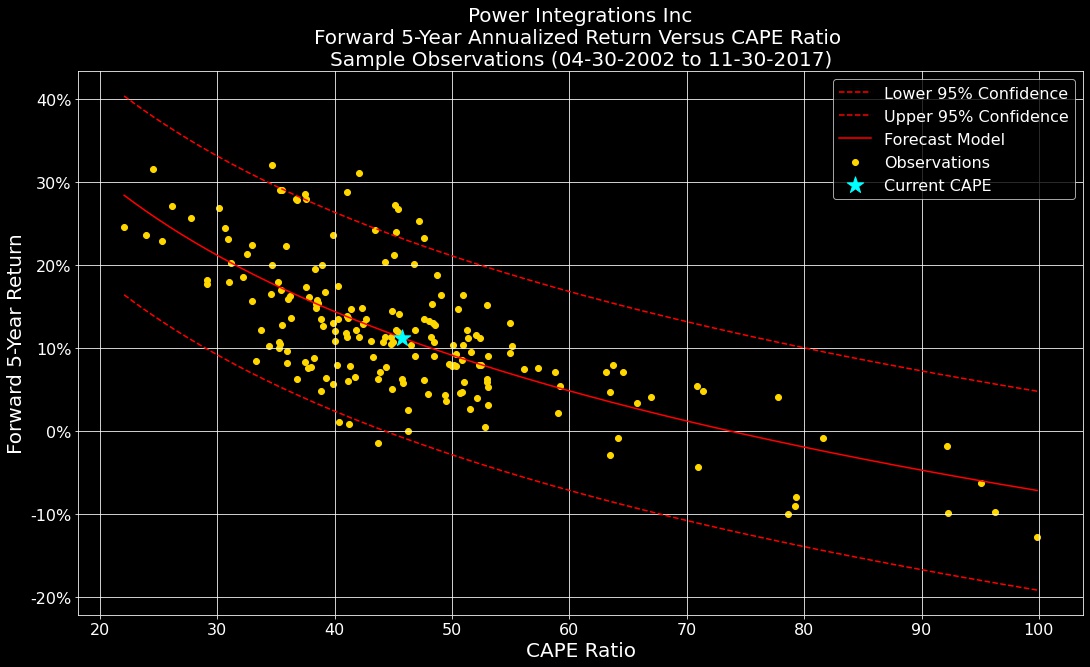 Power Integrations Inc
Forward 5-Year Annualized Return Versus CAPE Ratio
Sample Observations (04-30-2002 to 11-30-2017)
Lower 95% Confidence
Upper 95% Confidence
Forecast Model
Observations
Current CAPE
Forward 5-Year Return
40%
30%
20%
10%
0%
-10%
-20%
20 30 40 50 60 70 80 90 100
CAPE Ratio